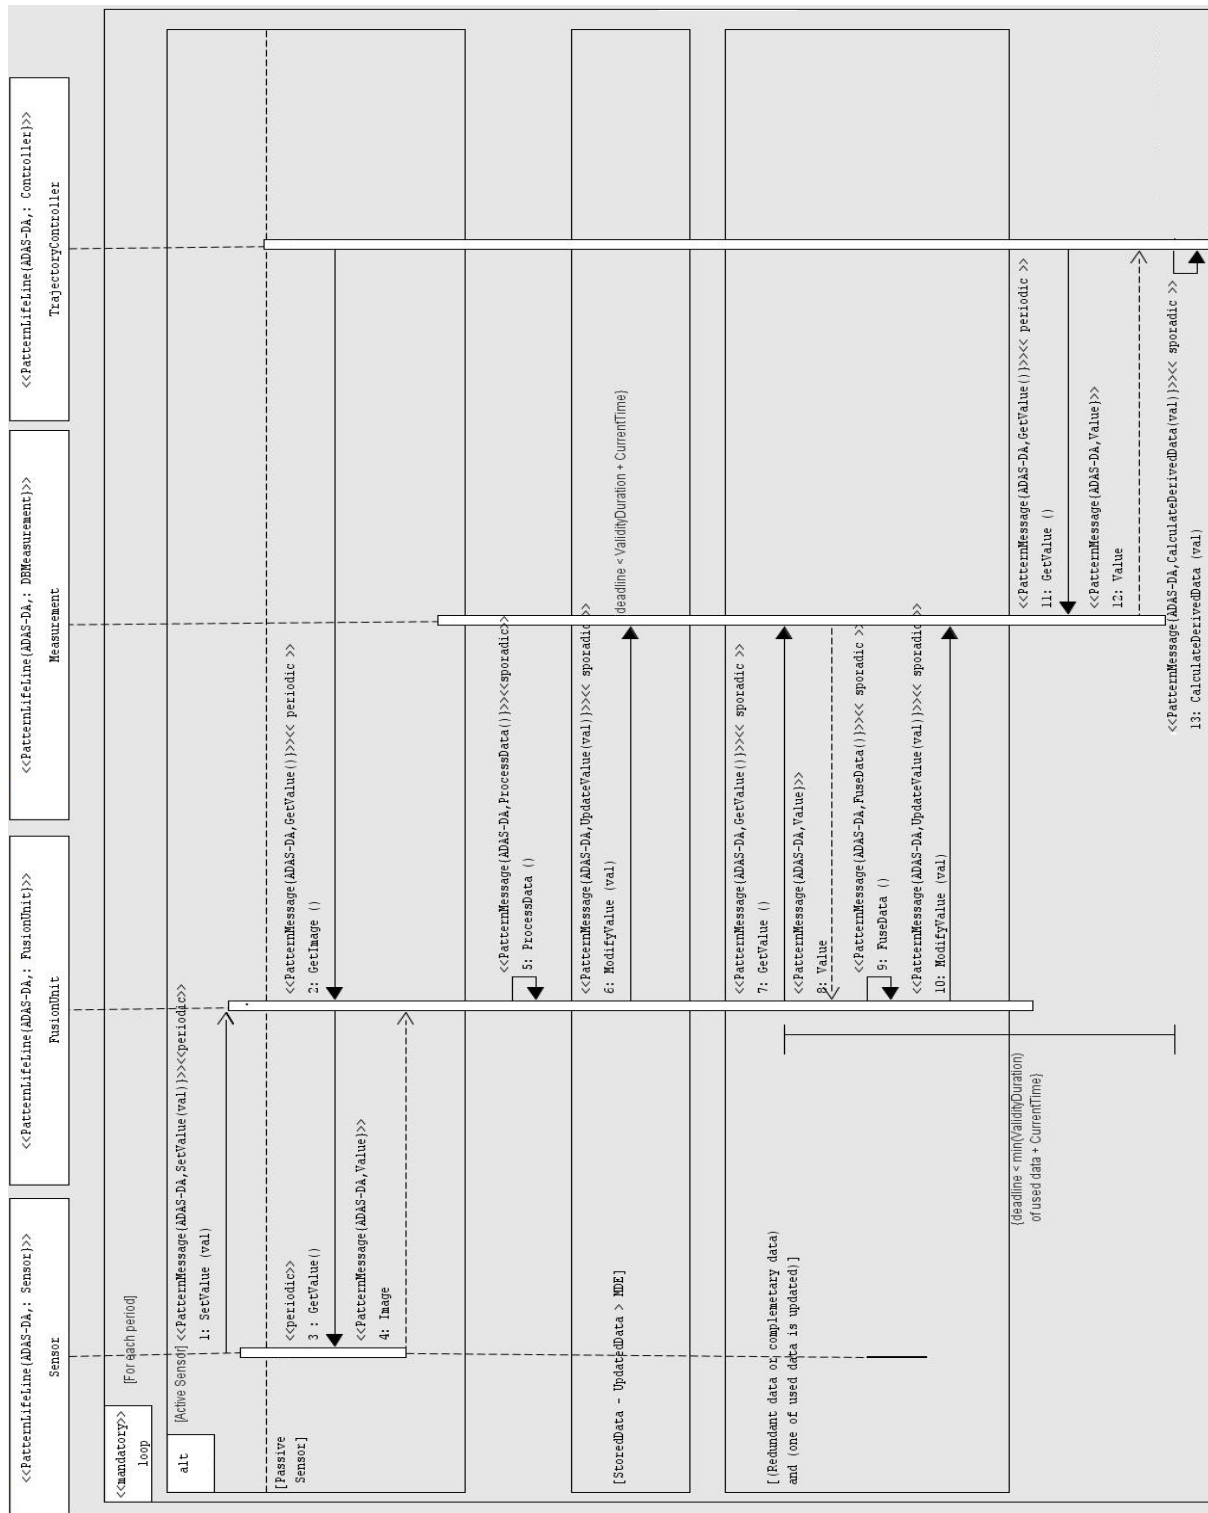 <<PatternLifeLine{ADAS-DA,: Sensor}>>
Sensor
<<PatternLifeLine{ADAS-DA,: FusionUnit}>>
FusionUnit
<<PatternLifeLine{ADAS-DA,: DBMeasurement}>>
Measurement
<<PatternLifeLine{ADAS-DA,: Controller}>>
TrajectoryController
<<mandatory>>
loop
[For each period]
alt
[Active Sensor]
<<PatternMessage{ADAS-DA,SetValue(val)}>><<periodic>>
1: SetValue (val)
[Passive
Sensor]
<<PatternMessage{ADAS-DA,GetValue()}>><< periodic >>
2: GetImage ()
<<periodic>>
3 : GetValue()
<<PatternMessage{ADAS-DA,Value}>>
4: Image
<<PatternMessage{ADAS-DA,ProcessData()}>><<sporadic>>
5: ProcessData ()
[StoredData - UpdatedData > MDE]
<<PatternMessage{ADAS-DA,UpdateValue(val)}>><< sporadic >>
6: ModifyValue (val)
deadline < ValidityDuration + CurrentTime}
[(Redundant data or complemetary data)
and (one of used data is updated)]
<<PatternMessage{ADAS-DA,GetValue()}>><< sporadic >>
7: GetValue ()
<<PatternMessage{ADAS-DA,Value}>>
8: Value
<<PatternMessage{ADAS-DA,FuseData()}>><< sporadic >>
9: FuseData ()
<<PatternMessage{ADAS-DA,UpdateValue(val)}>><< sporadic >>
10: ModifyValue (val)
{deadline < min(ValidityDuration)
of used data + CurrentTime}
<<PatternMessage{ADAS-DA,GetValue()}>><< periodic >>
11: GetValue ()
<<PatternMessage{ADAS-DA,Value}>>
12: Value
<<PatternMessage{ADAS-DA,CalculateDerivedData(val)}>><< sporadic >>
13: CalculateDerivedData (val)